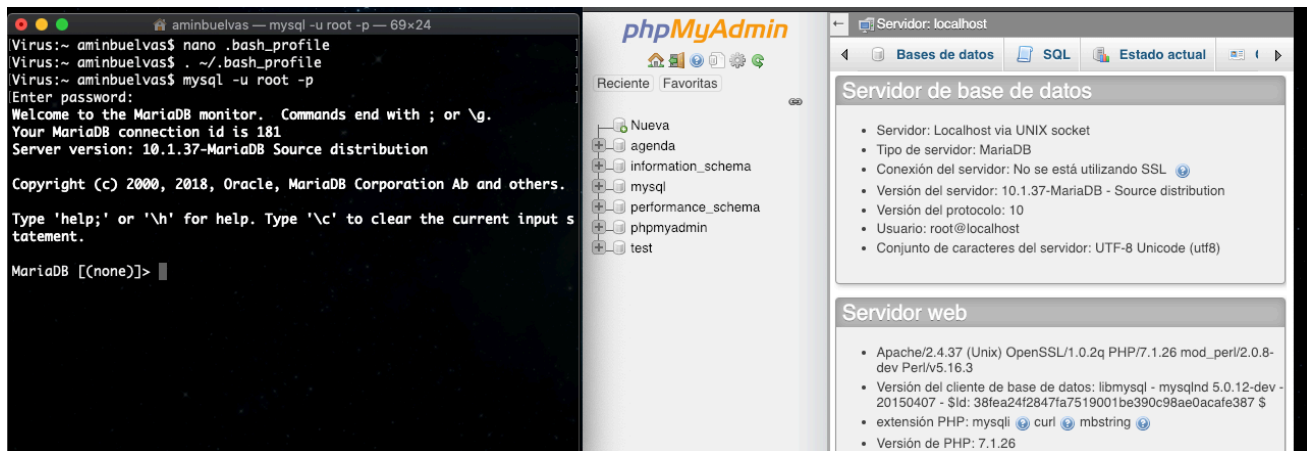 aminbuelvas — mysql -u root -p — 69×24
[Virus:~ aminbuelvas$ nano .bash_profile ]
[Virus:~ aminbuelvas$ . ~/.bash_profile ]
[Virus:~ aminbuelvas$ mysql -u root -p ]
[Enter password: ]
Welcome to the MariaDB monitor.  Commands end with ; or \g.
Your MariaDB connection id is 181
Server version: 10.1.37-MariaDB Source distribution
Copyright (c) 2000, 2018, Oracle, MariaDB Corporation Ab and others.
Type 'help;' or '\h' for help. Type '\c' to clear the current input s
tatement.
MariaDB [(none)]>
phpMyAdmin
Reciente Favoritas
Nueva
agenda
information_schema
mysql
performance_schema
phpmyadmin
test
Servidor: localhost
Bases de datos SQL Estado actual
Servidor de base de datos
• Servidor: Localhost via UNIX socket
• Tipo de servidor: MariaDB
• Conexión del servidor: No se está utilizando SSL
• Versión del servidor: 10.1.37-MariaDB - Source distribution
• Versión del protocolo: 10
• Usuario: root@localhost
• Conjunto de caracteres del servidor: UTF-8 Unicode (utf8)
Servidor web
• Apache/2.4.37 (Unix) OpenSSL/1.0.2q PHP/7.1.26 mod_perl/2.0.8-
dev Perl/v5.16.3
• Versión del cliente de base de datos: libmysql - mysqlnd 5.0.12-dev -
20150407 - $Id: 38fea24f2847fa7519001be390c98ae0acafe387 $
• extensión PHP: mysqli curl mbstring
• Versión de PHP: 7.1.26